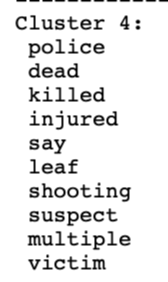 Cluster 4:
police
dead
killed
injured
say
leaf
shooting
suspect
multiple
victim